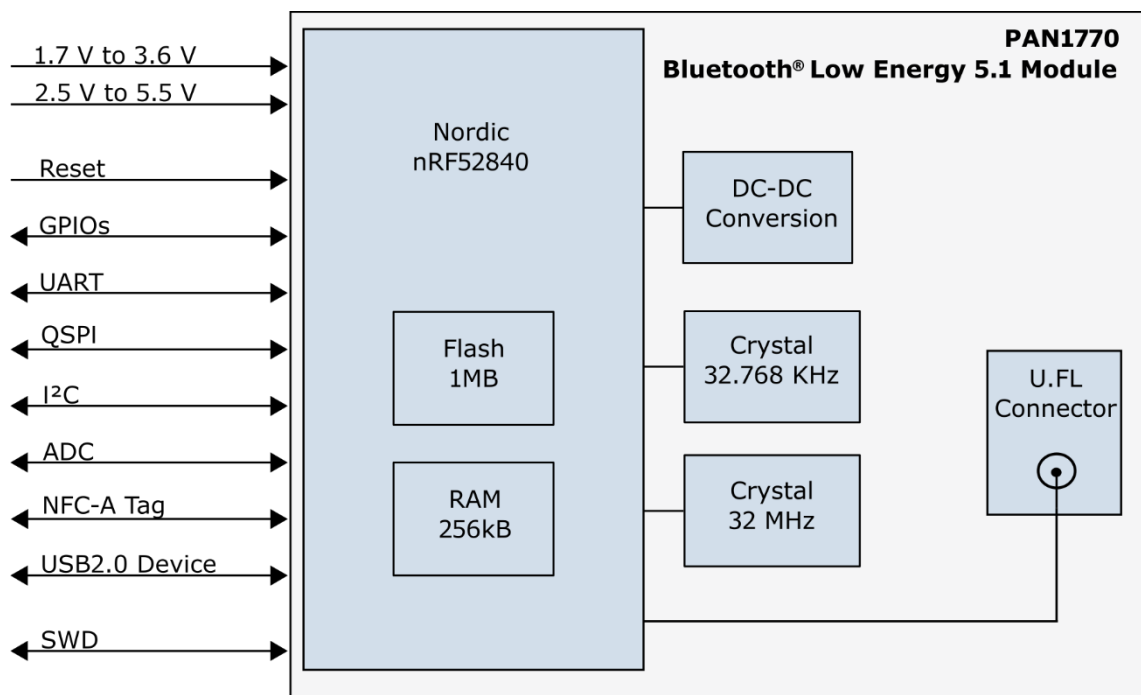 PAN1770
Bluetooth® Low Energy 5.1 Module
1.7 V to 3.6 V
2.5 V to 5.5 V
Reset
GPIOs
UART
QSPI
I²C
ADC
NFC-A Tag
USB2.0 Device
SWD
Nordic
nRF52840
Flash
1MB
RAM
256kB
DC-DC
Conversion
Crystal
32.768 KHz
Crystal
32 MHz
U.FL
Connector